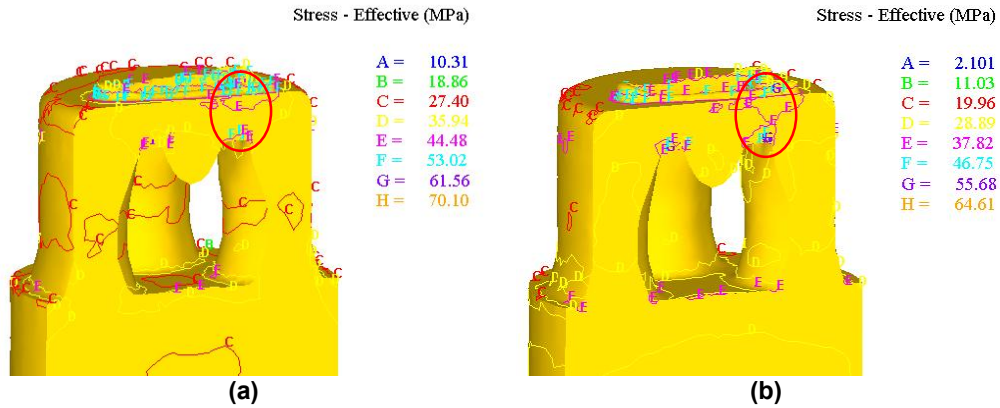 Stress - Effective (MPa)
A = 10.31
B = 18.86
C = 27.40
D = 35.94
E = 44.48
F = 53.02
G = 61.56
H = 70.10
(a)
Stress - Effective (MPa)
A = 2.101
B = 11.03
C = 19.96
D = 28.89
E = 37.82
F = 46.75
G = 55.68
H = 64.61
(b)